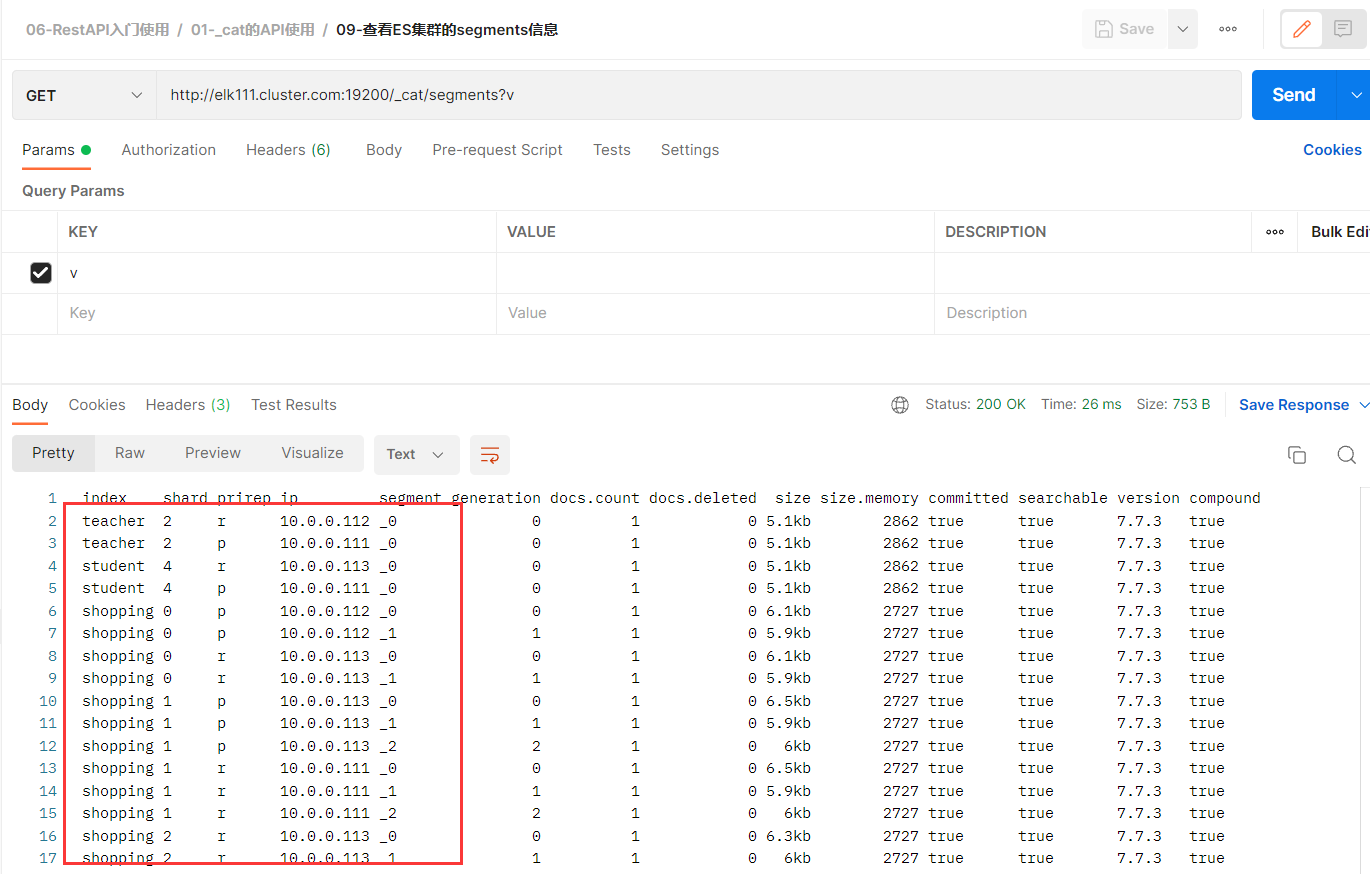 06-RestAPI入门使用 / 01-_cat的API使用 / 09-查看ES集群的segments信息 Save
GET http://elk111.cluster.com:19200/_cat/segments?v Send
Params Authorization Headers (6) Body Pre-request Script Tests Settings Cookies
Query Params
KEY VALUE DESCRIPTION Bulk Edi
v
Key Value Description
Body Cookies Headers (3) Test Results Status: 200 OK Time: 26 ms Size: 753 B Save Response
Pretty Raw Preview Visualize Text
1 index shard prirep ip segment generation docs.count docs.deleted size size.memory committed searchable version compound
2 teacher 2 r 10.0.0.112 _0 0 1 0 5.1kb 2862 true true 7.7.3 true
3 teacher 2 p 10.0.0.111 _0 0 1 0 5.1kb 2862 true true 7.7.3 true
4 student 4 r 10.0.0.113 _0 0 1 0 5.1kb 2862 true true 7.7.3 true
5 student 4 p 10.0.0.111 _0 0 1 0 5.1kb 2862 true true 7.7.3 true
6 shopping 0 p 10.0.0.112 _0 0 1 0 6.1kb 2727 true true 7.7.3 true
7 shopping 0 p 10.0.0.112 _1 1 1 0 5.9kb 2727 true true 7.7.3 true
8 shopping 0 r 10.0.0.113 _0 0 1 0 6.1kb 2727 true true 7.7.3 true
9 shopping 0 r 10.0.0.113 _1 1 1 0 5.9kb 2727 true true 7.7.3 true
10 shopping 1 p 10.0.0.113 _0 0 1 0 6.5kb 2727 true true 7.7.3 true
11 shopping 1 p 10.0.0.113 _1 1 1 0 5.9kb 2727 true true 7.7.3 true
12 shopping 1 p 10.0.0.113 _2 2 1 0 6kb 2727 true true 7.7.3 true
13 shopping 1 r 10.0.0.111 _0 0 1 0 6.5kb 2727 true true 7.7.3 true
14 shopping 1 r 10.0.0.111 _1 1 1 0 5.9kb 2727 true true 7.7.3 true
15 shopping 1 r 10.0.0.111 _2 2 1 0 6kb 2727 true true 7.7.3 true
16 shopping 2 r 10.0.0.113 _0 0 1 0 6.3kb 2727 true true 7.7.3 true
17 shopping 2 r 10.0.0.113 _1 1 1 0 6kb 2727 true true 7.7.3 true